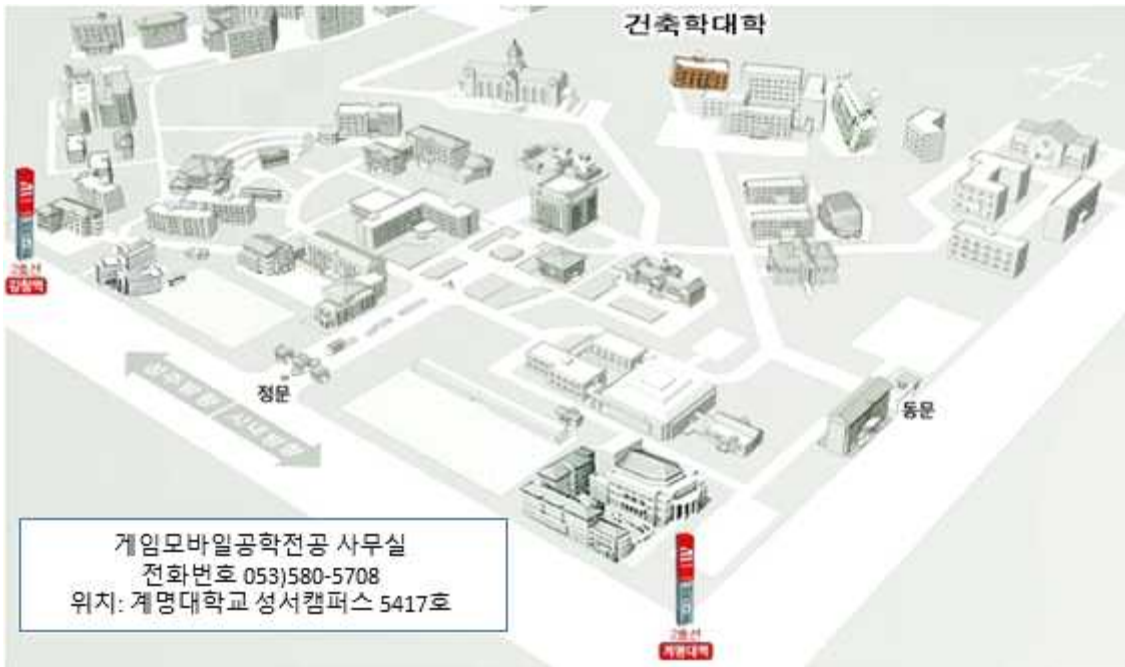 건축학대학
2호선
강창역
정문
동문
게임모바일공학전공 사무실
전화번호 053)580-5708
위치: 계명대학교 성서캠퍼스 5417호
2호선
계명대역